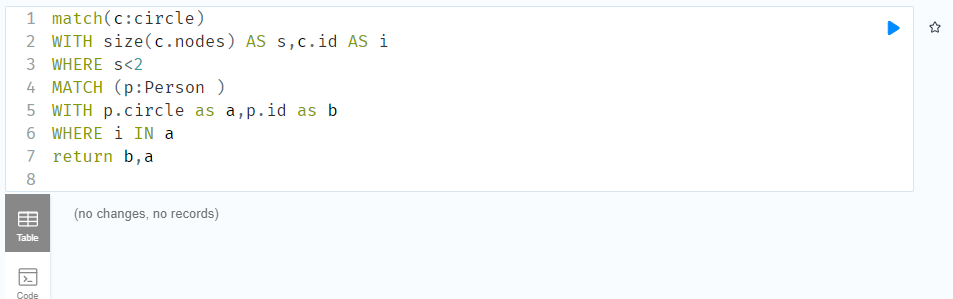 1 match(c:circle)
2 WITH size(c.nodes) AS s,c.id AS i
3 WHERE s<2
4 MATCH (p:Person )
5 WITH p.circle as a,p.id as b
6 WHERE i IN a
7 return b,a
8
(no changes, no records)
Table
Code